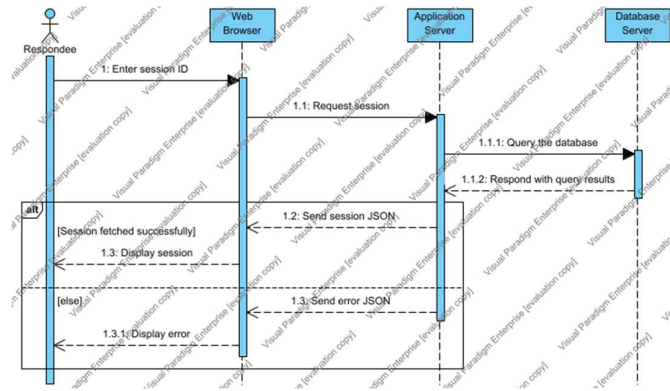 Web
Browser
Application
Server
Database
Server
Respondee
1: Enter session ID
1.1: Request session
1.1.1: Query the database
1.1.2: Respond with query results
alt
1.2: Send session JSON
[Session fetched successfully]
1.3: Display session
[else]
1.3: Send error JSON
1.3.1: Display error
Visual Paradigm Enterprise [evaluation copy]